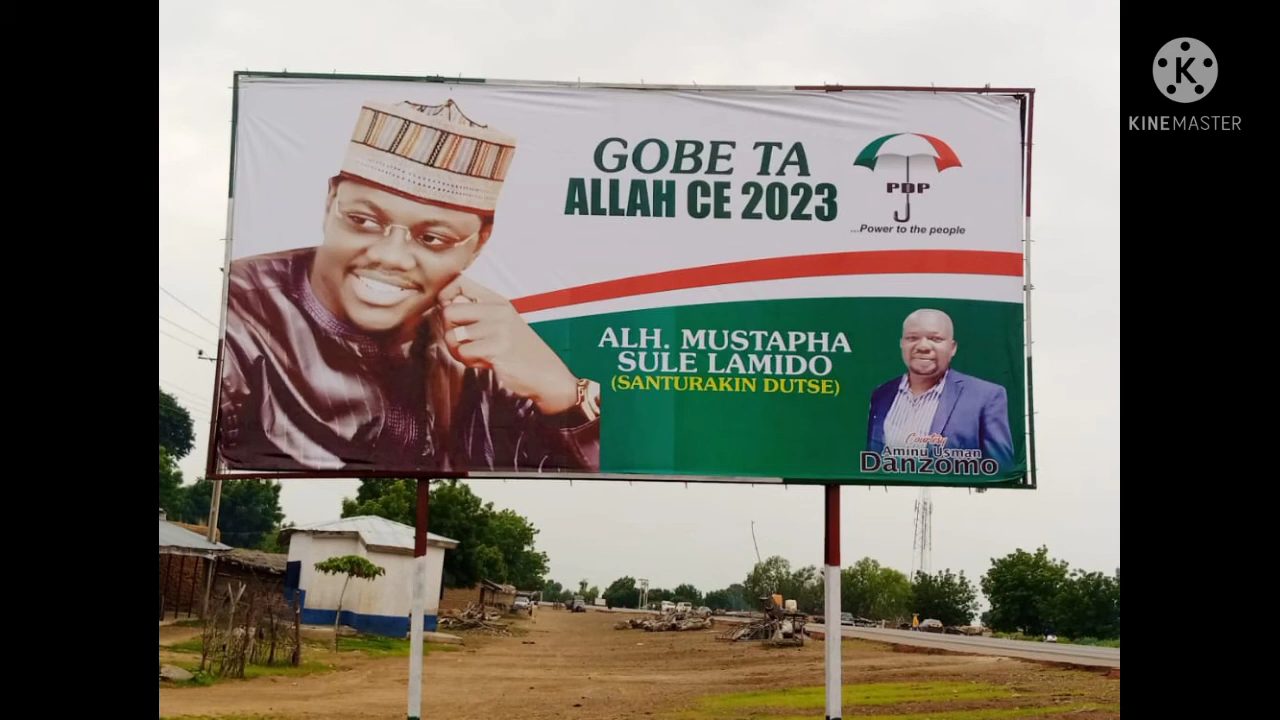 GOBE TA
ALLAH CE 2023
PDP
...Power to the people
ALH. MUSTAPHA
SULE LAMIDO
(SANTURAKIN DUTSE)
Courtesy
Aminu Usman
Danzomo
K
KINEMASTER